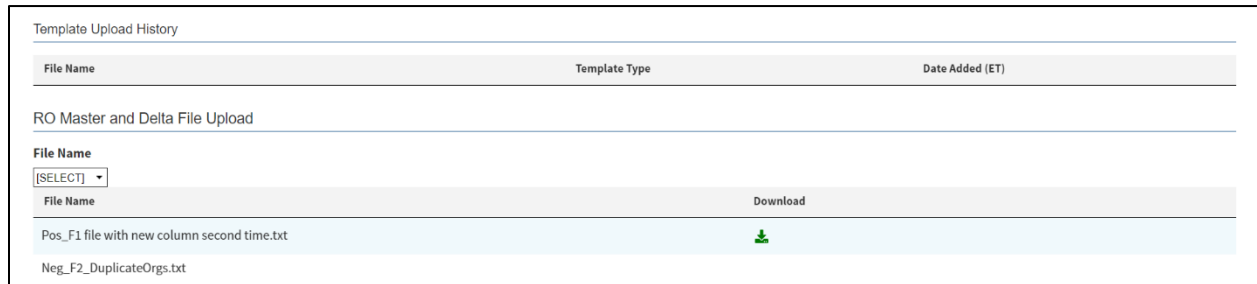 Template Upload History
File Name Template Type Date Added (ET)
RO Master and Delta File Upload
File Name
[SELECT]
File Name Download
Pos_F1 file with new column second time.txt
Neg_F2_DuplicateOrgs.txt